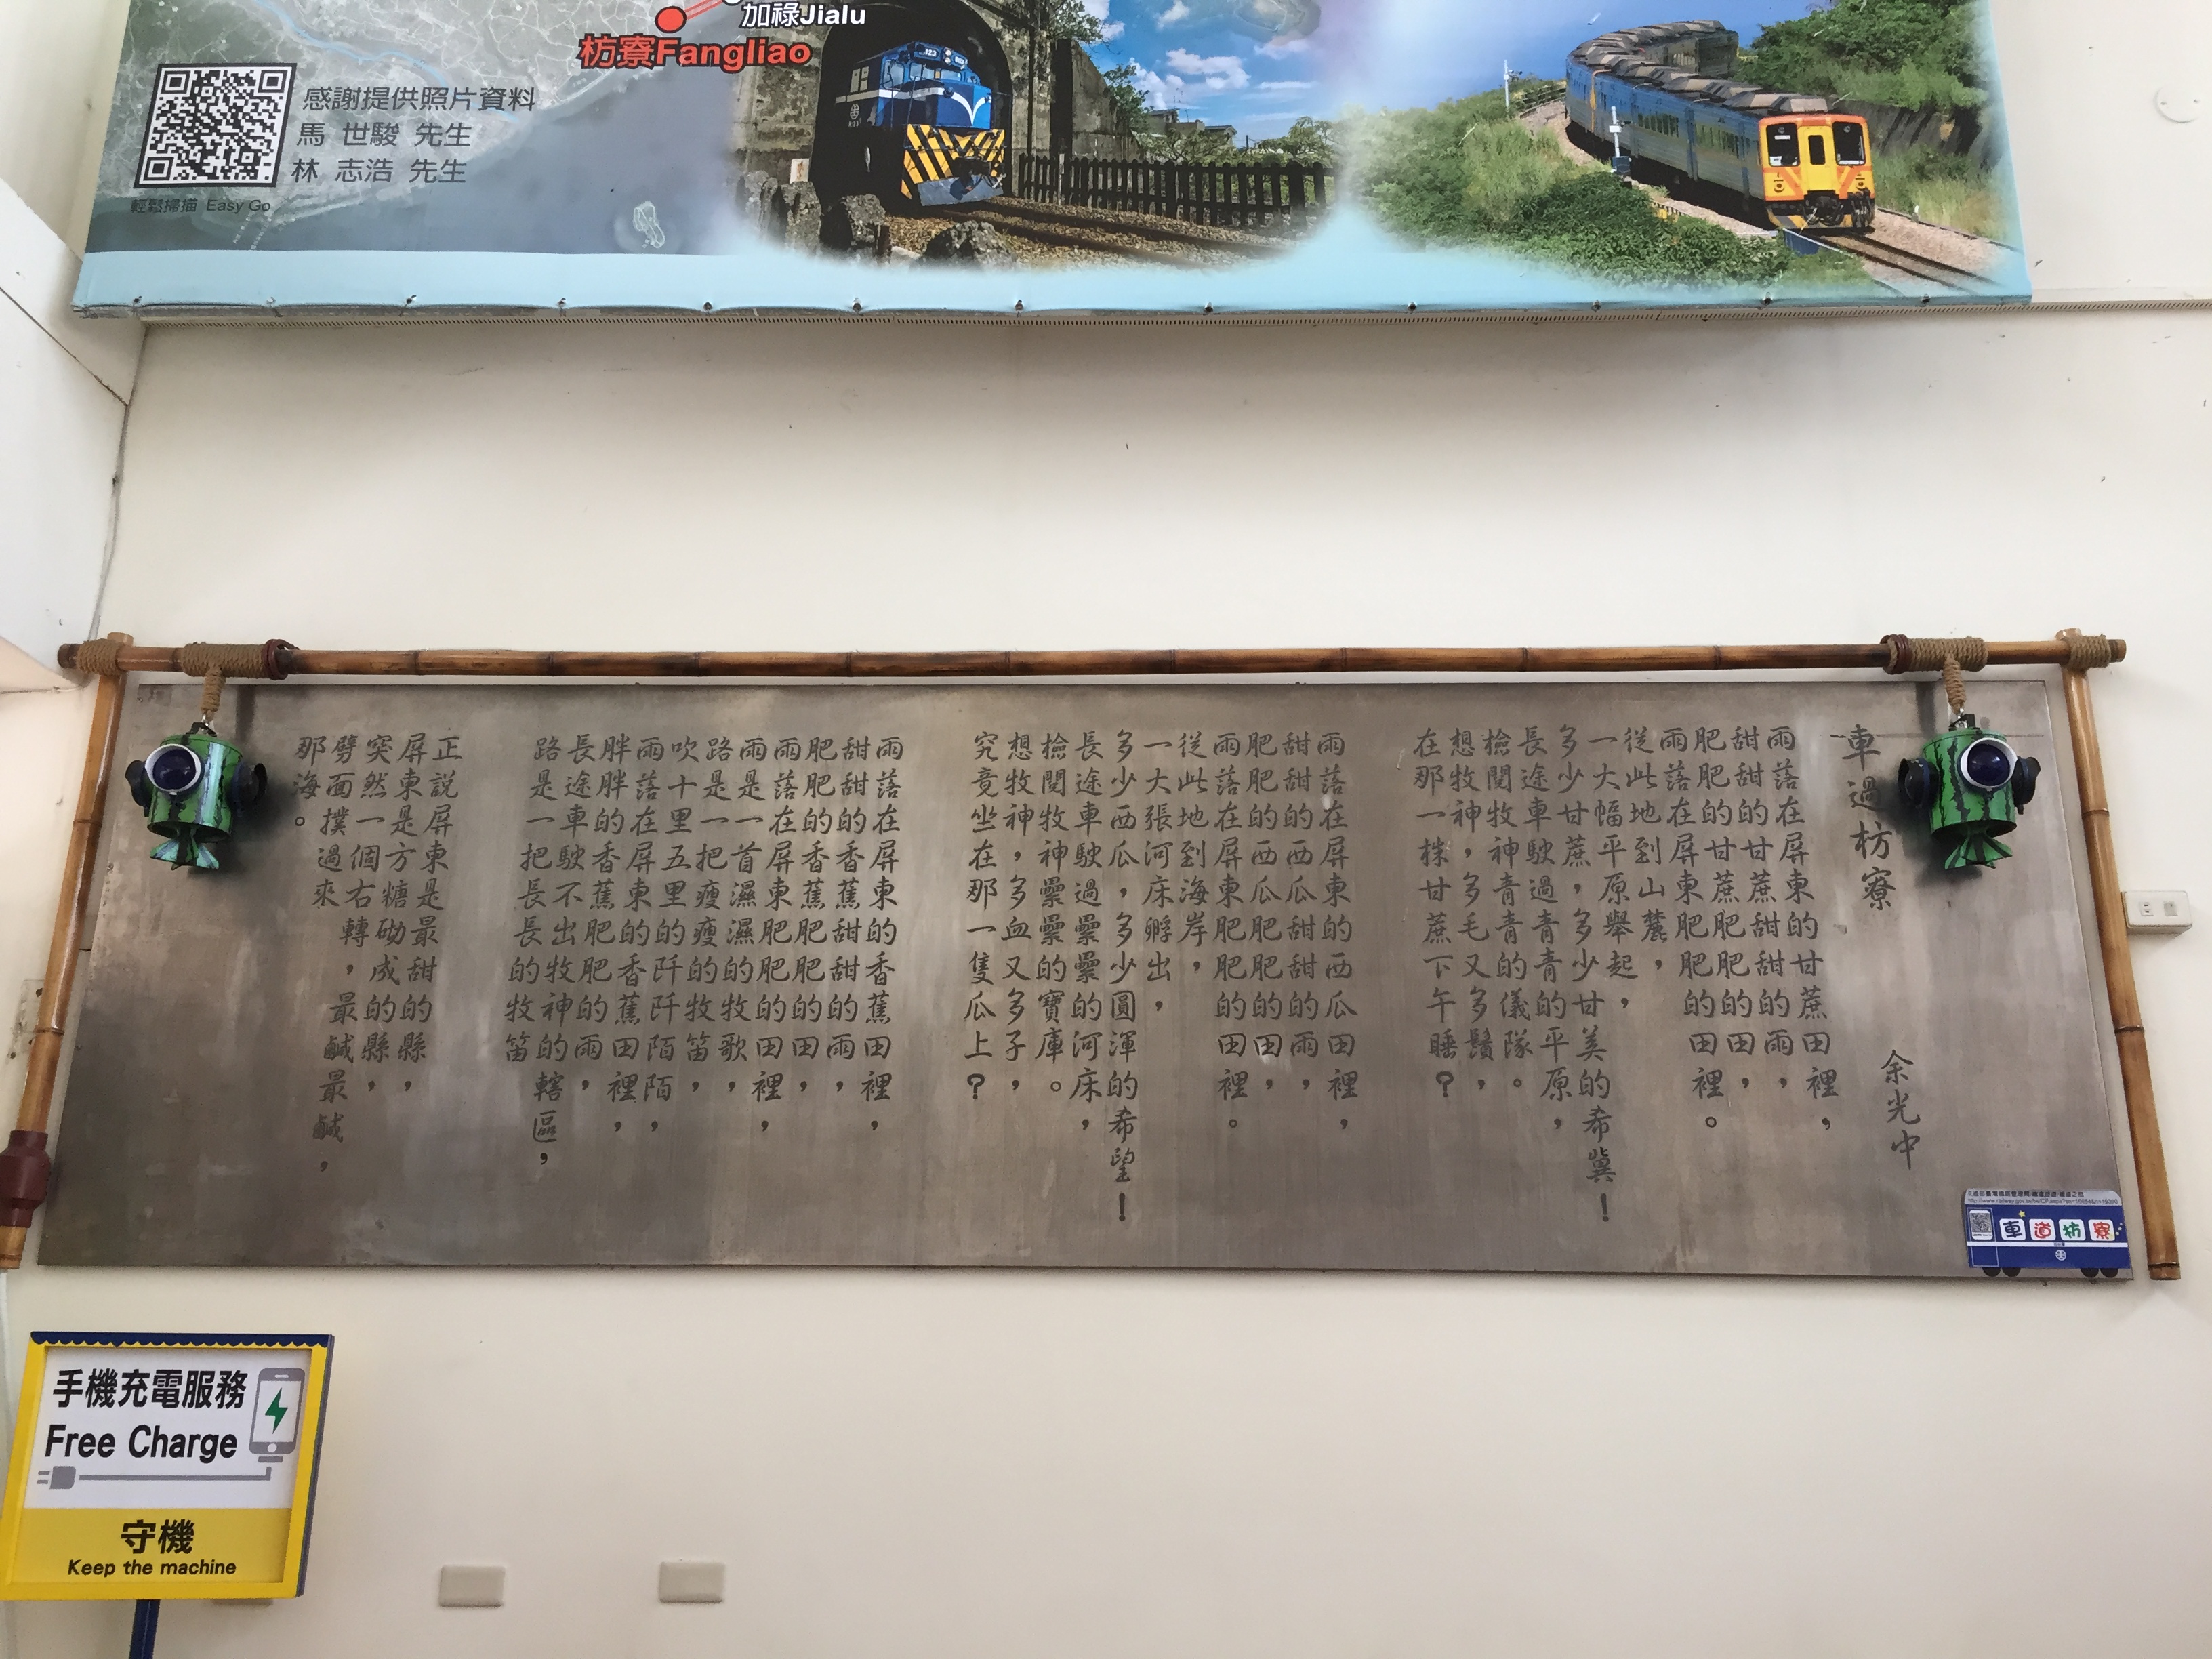 加祿Jialu
枋寮Fangliao
感謝提供照片資料
馬 世駿 先生
林 志浩 先生
輕鬆掃描 Easy Go
車過枋寮 余光中
雨落在屏東的甘蔗田裡，
甜甜的甘蔗甜甜的雨，
肥肥的甘蔗肥肥的田，
雨落在屏東肥肥的田裡。
從此地到山麓，
一大幅平原舉起，
多少甘蔗，多少甘美的希冀！
長途車駛過青青的平原，
檢閱牧神青青的儀隊。
想牧神，多毛又多鬚，
在那一株甘蔗下午睡？
雨落在屏東的西瓜田裡，
甜甜的西瓜甜甜的雨，
肥肥的西瓜肥肥的田，
雨落在屏東肥肥的田裡。
從此地到海岸，
一大張河床孵出，
多少西瓜，多少圓渾的希望！
長途車駛過纍纍的河床，
檢閱牧神纍纍的寶庫。
想牧神，多血又多子，
究竟坐在那一隻瓜上？
雨落在屏東的香蕉田裡，
甜甜的香蕉甜甜的雨，
肥肥的香蕉肥肥的田，
雨落在屏東肥肥的田裡，
雨是一首濕濕的牧歌，
路是一把瘦瘦的牧笛，
吹十里五里的阡阡陌陌，
雨落在屏東的香蕉田裡，
胖胖的香蕉肥肥的雨，
長途車駛不出牧神的轄區，
路是一把長長的牧笛
正說屏東是最甜的縣，
屏東是方糖砌成的縣，
突然一個右轉，最鹹最鹹，
劈面撲過來
那海。
車道枋寮
手機充電服務
Free Charge
守機
Keep the machine